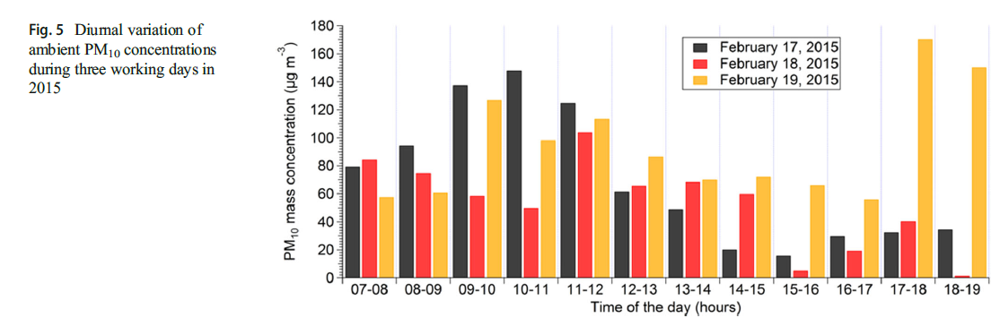 Fig. 5 Diurnal variation of
ambient PM10 concentrations
during three working days in
2015
PM10 mass concentration (µg m-3)
180
160
140
120
100
80
60
40
20
0
February 17, 2015
February 18, 2015
February 19, 2015
07-08 08-09 09-10 10-11 11-12 12-13 13-14 14-15 15-16 16-17 17-18 18-19
Time of the day (hours)